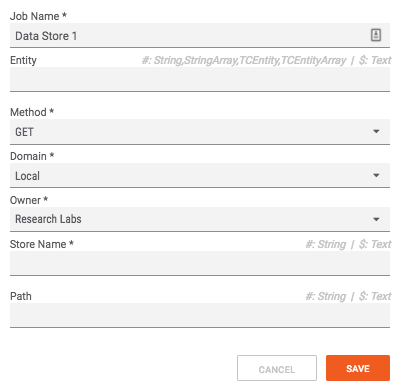 Job Name *
Data Store 1
Entity #: String,StringArray,TCEntity,TCEntityArray | $: Text
Method *
GET
Domain *
Local
Owner *
Research Labs
Store Name * #: String | $: Text
Path #: String | $: Text
CANCEL SAVE